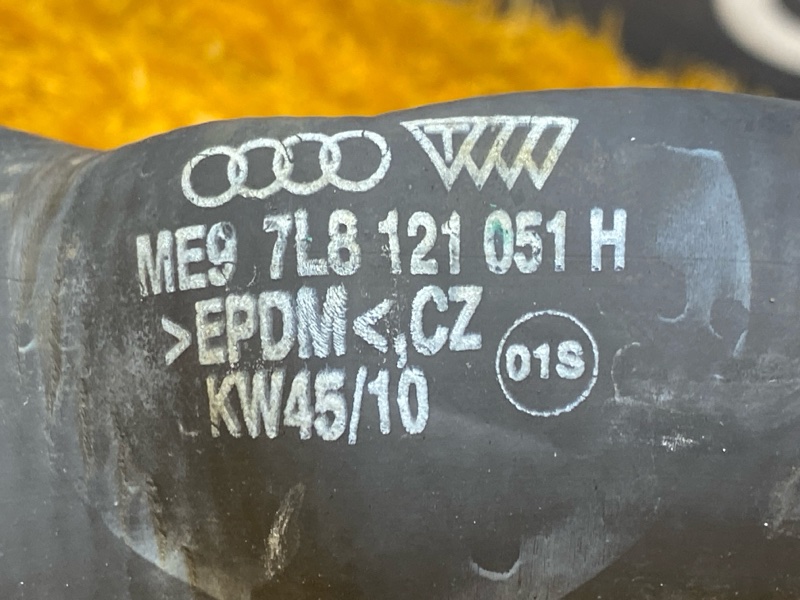 ME9 7L8 121 051 H
>EPDM<,CZ
KW45/10
01S